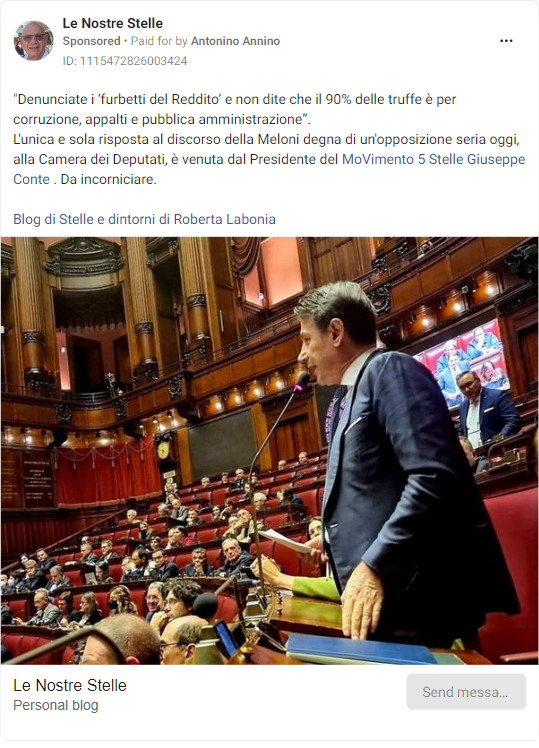 Le Nostre Stelle
Sponsored • Paid for by Antonino Annino
ID: 1115472826003424
"Denunciate i 'furbetti del Reddito' e non dite che il 90% delle truffe è per
corruzione, appalti e pubblica amministrazione”.
L'unica e sola risposta al discorso della Meloni degna di un'opposizione seria oggi,
alla Camera dei Deputati, è venuta dal Presidente del MoVimento 5 Stelle Giuseppe
Conte . Da incorniciare.
Blog di Stelle e dintorni di Roberta Labonia
Le Nostre Stelle
Personal blog
Send messa...